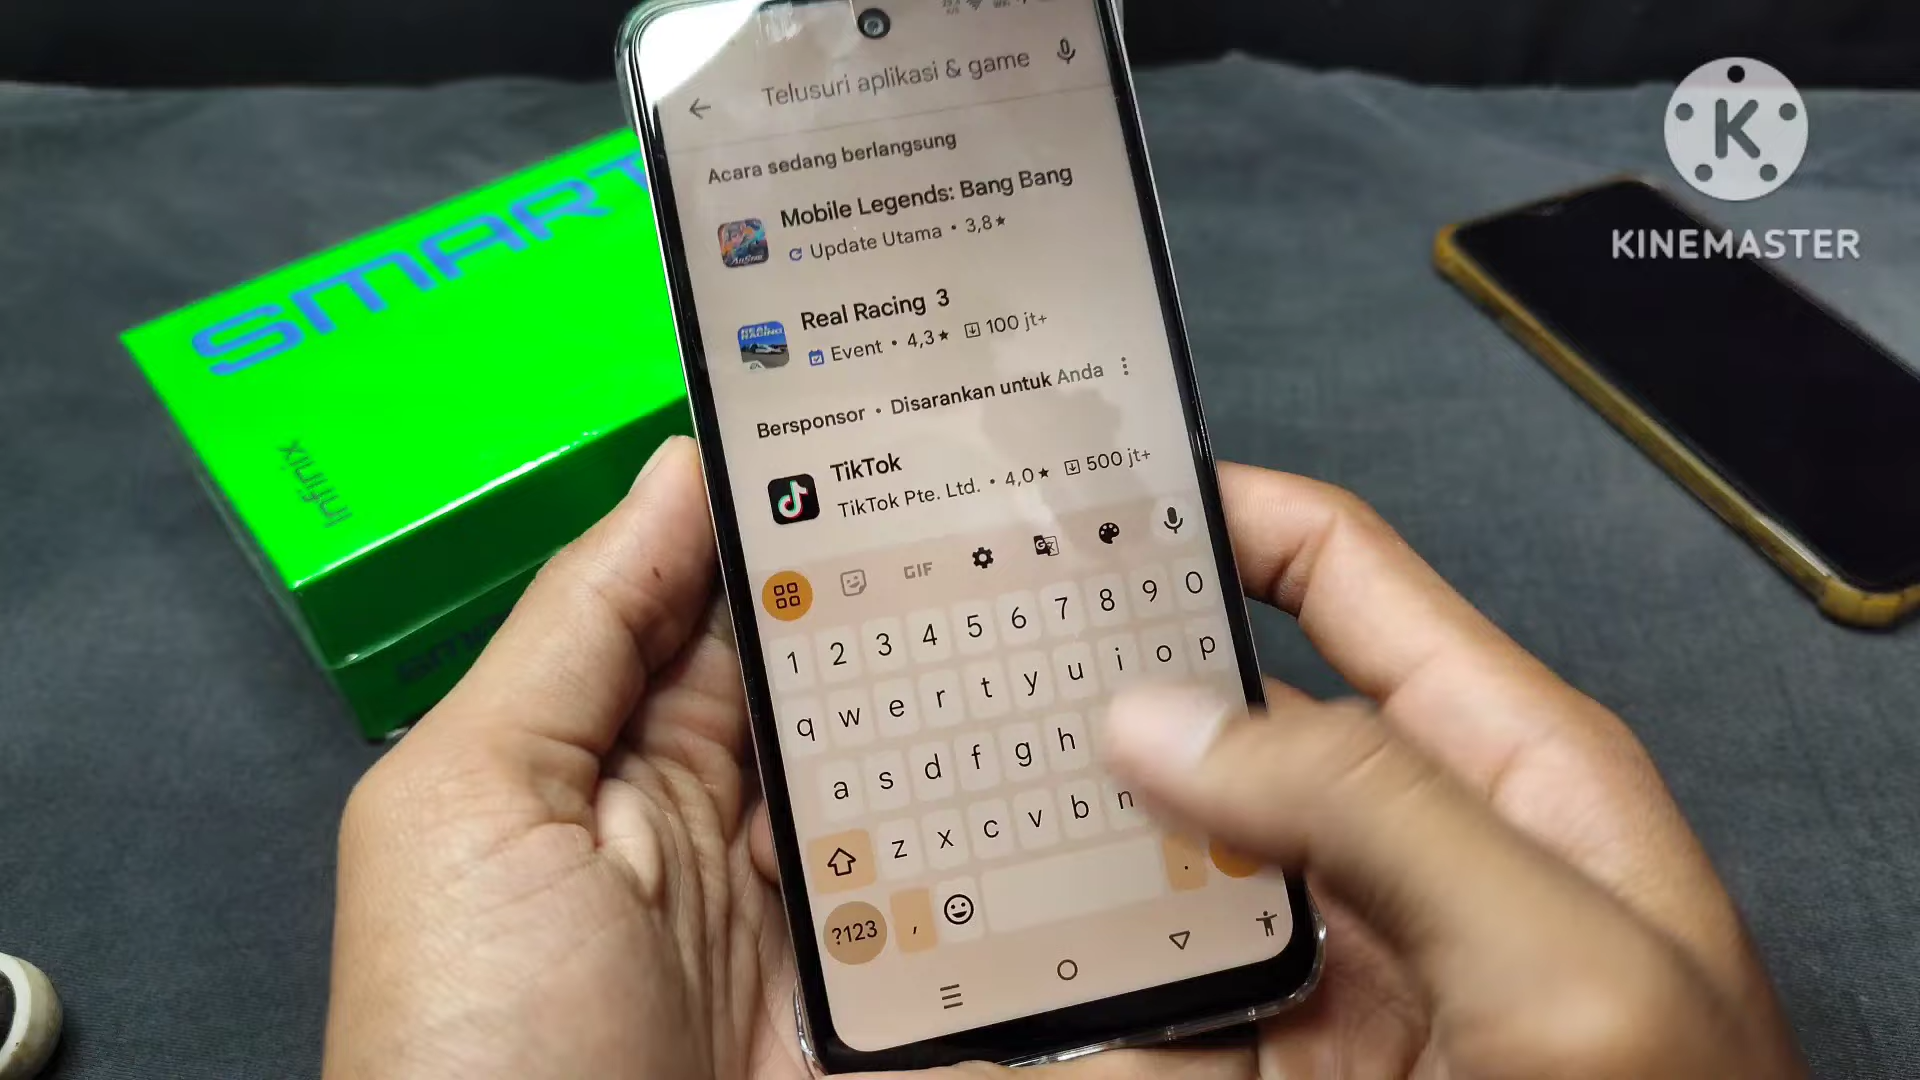 Telusuri aplikasi & game
Acara sedang berlangsung
Mobile Legends: Bang Bang
Update Utama • 3,8★
Real Racing 3
Event • 4,3★ 100 jt+
Bersponsor • Disarankan untuk Anda
TikTok
TikTok Pte. Ltd. • 4,0★ 500 jt+
GIF
1 2 3 4 5 6 7 8 9 0
q w e r t y u i o p
a s d f g h
z x c v b n
?123 , .
SMART
Infinix
K
KINEMASTER